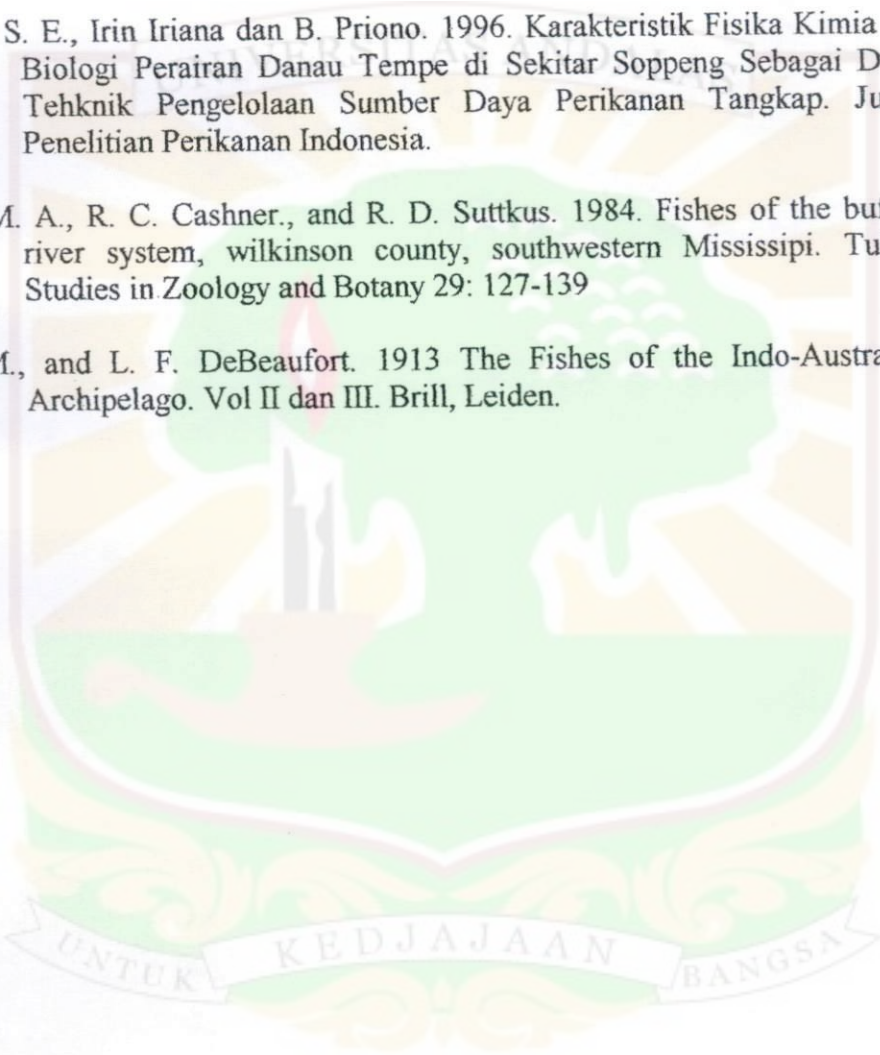 S. E., Irin Iriana dan B. Priono. 1996. Karakteristik Fisika Kimia
Biologi Perairan Danau Tempe di Sekitar Soppeng Sebagai D
Tehknik Pengelolaan Sumber Daya Perikanan Tangkap. Ju
Penelitian Perikanan Indonesia.
M. A., R. C. Cashner., and R. D. Suttkus. 1984. Fishes of the bu
river system, wilkinson county, southwestern Mississipi. Tu
Studies in Zoology and Botany 29: 127-139
M., and L. F. DeBeaufort. 1913 The Fishes of the Indo-Austra
Archipelago. Vol II dan III. Brill, Leiden.
UNIVERSITAS ANDALAS
UNTUK KEDJAJAAN BANGSA